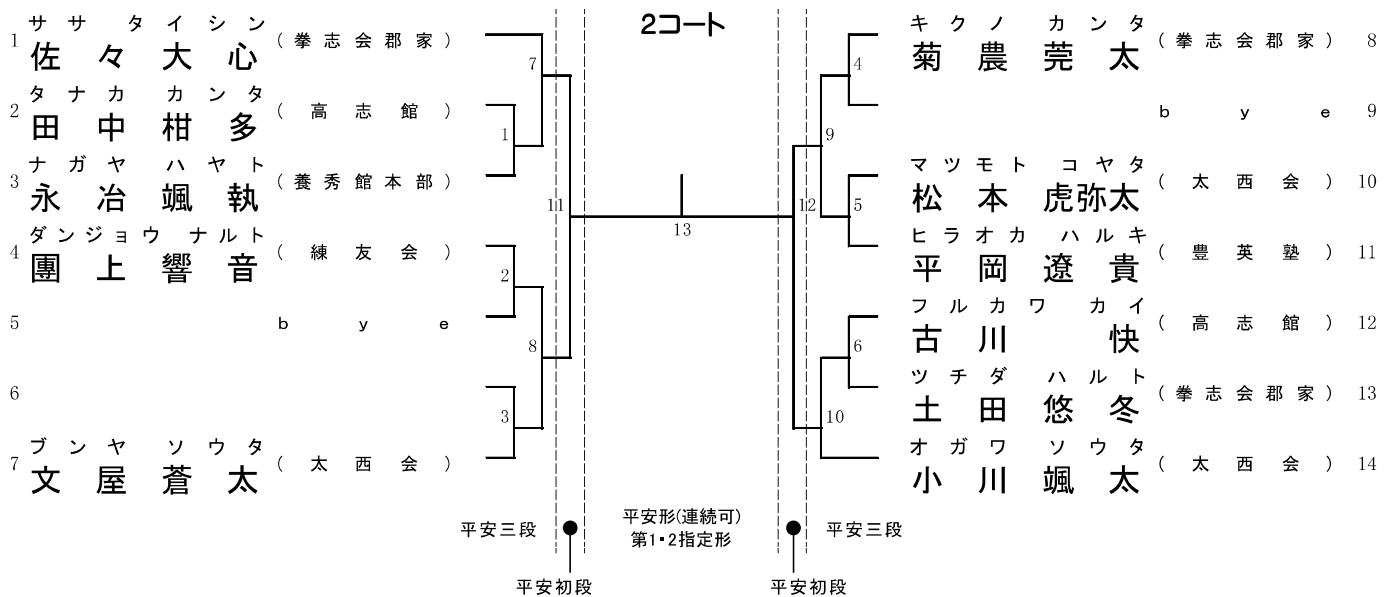 2コート
ササ タイシン
1 佐々大心 (拳志会郡家)
タナカ カンタ
2 田中柑多 (高志館)
ナガヤ ハヤト
3 永冶颯執 (養秀館本部)
ダンジョウ ナルト
4 團上響音 (練友会)
5 bye
6
ブンヤ ソウタ
7 文屋蒼太 (太西会)
7
1
11
2
8
3
13
4
9
12
5
6
10
キクノ カンタ
菊農莞太 (拳志会郡家) 8
bye 9
マツモト コヤタ
松本虎弥太 (太西会) 10
ヒラオカ ハルキ
平岡遼貴 (豊英塾) 11
フルカワ カイ
古川快 (高志館) 12
ツチダ ハルト
土田悠冬 (拳志会郡家) 13
オガワ ソウタ
小川颯太 (太西会) 14
平安三段
平安形(連続可)
第1・2指定形
平安三段
平安初段
平安初段